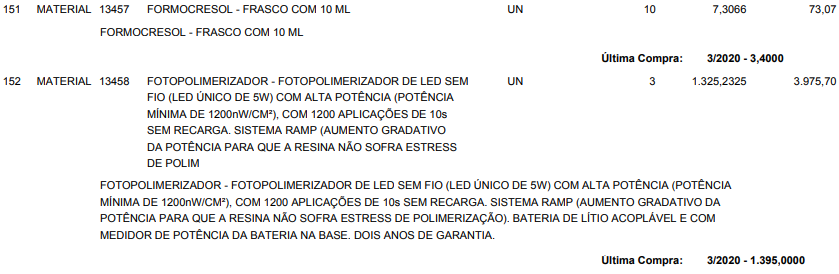 151 MATERIAL 13457 FORMOCRESOL - FRASCO COM 10 ML UN 10 7,3066 73,07
FORMOCRESOL - FRASCO COM 10 ML
Última Compra: 3/2020 - 3,4000
152 MATERIAL 13458 FOTOPOLIMERIZADOR - FOTOPOLIMERIZADOR DE LED SEM UN 3 1.325,2325 3.975,70
FIO (LED ÚNICO DE 5W) COM ALTA POTÊNCIA (POTÊNCIA
MÍNIMA DE 1200nW/CM²), COM 1200 APLICAÇÕES DE 10s
SEM RECARGA. SISTEMA RAMP (AUMENTO GRADATIVO
DA POTÊNCIA PARA QUE A RESINA NÃO SOFRA ESTRESS
DE POLIM
FOTOPOLIMERIZADOR - FOTOPOLIMERIZADOR DE LED SEM FIO (LED ÚNICO DE 5W) COM ALTA POTÊNCIA (POTÊNCIA
MÍNIMA DE 1200nW/CM²), COM 1200 APLICAÇÕES DE 10s SEM RECARGA. SISTEMA RAMP (AUMENTO GRADATIVO DA
POTÊNCIA PARA QUE A RESINA NÃO SOFRA ESTRESS DE POLIMERIZAÇÃO). BATERIA DE LÍTIO ACOPLÁVEL E COM
MEDIDOR DE POTÊNCIA DA BATERIA NA BASE. DOIS ANOS DE GARANTIA.
Última Compra: 3/2020 - 1.395,0000